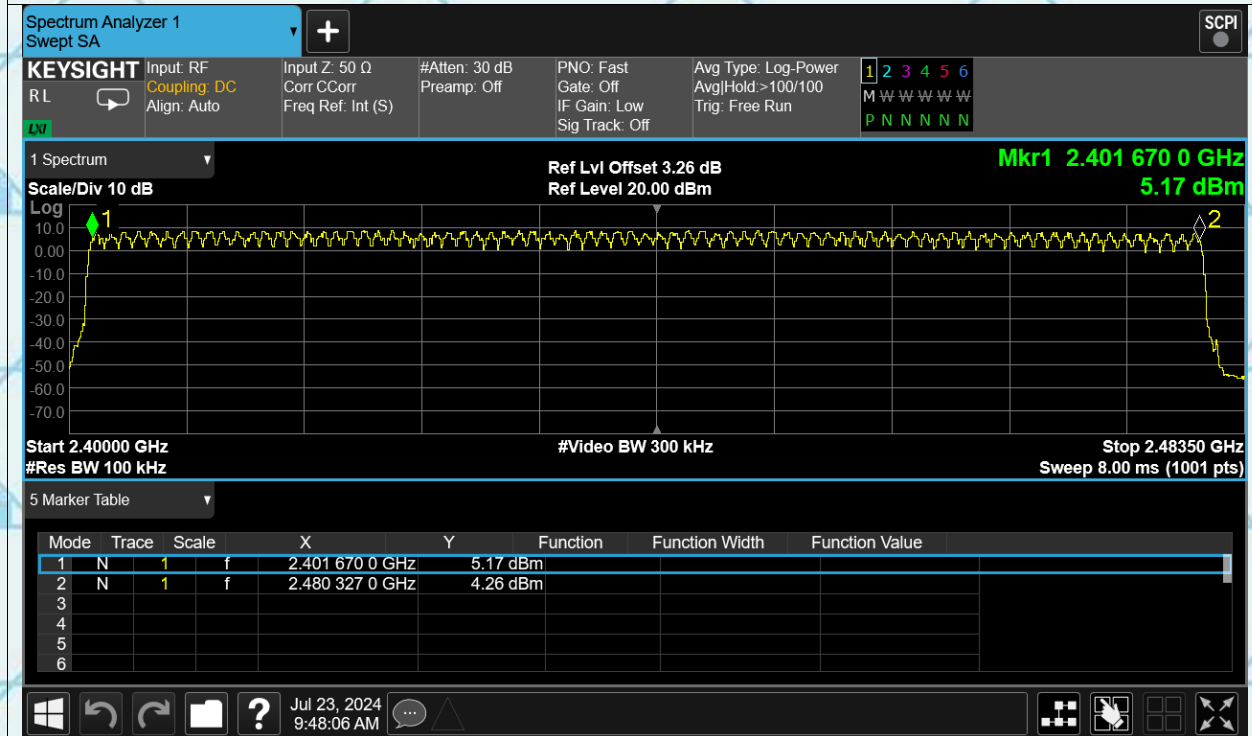 Spectrum Analyzer 1
Swept SA
+
SCPI
KEYSIGHT
RL
LXI
Input: RF
Coupling: DC
Align: Auto
Input Z: 50 Ω
Corr CCorr
Freq Ref: Int (S)
#Atten: 30 dB
Preamp: Off
PNO: Fast
Gate: Off
IF Gain: Low
Sig Track: Off
Avg Type: Log-Power
Avg|Hold:>100/100
Trig: Free Run
1 2 3 4 5 6
M W W W W W
P N N N N N
1 Spectrum
Scale/Div 10 dB
Log
Ref Lvl Offset 3.26 dB
Ref Level 20.00 dBm
Mkr1 2.401 670 0 GHz
5.17 dBm
1
2
10.0
0.00
-10.0
-20.0
-30.0
-40.0
-50.0
-60.0
-70.0
Start 2.40000 GHz
#Res BW 100 kHz
#Video BW 300 kHz
Stop 2.48350 GHz
Sweep 8.00 ms (1001 pts)
5 Marker Table
Mode Trace Scale X Y Function Function Width Function Value
1 N 1 f 2.401 670 0 GHz 5.17 dBm
2 N 1 f 2.480 327 0 GHz 4.26 dBm
3
4
5
6
?
Jul 23, 2024
9:48:06 AM